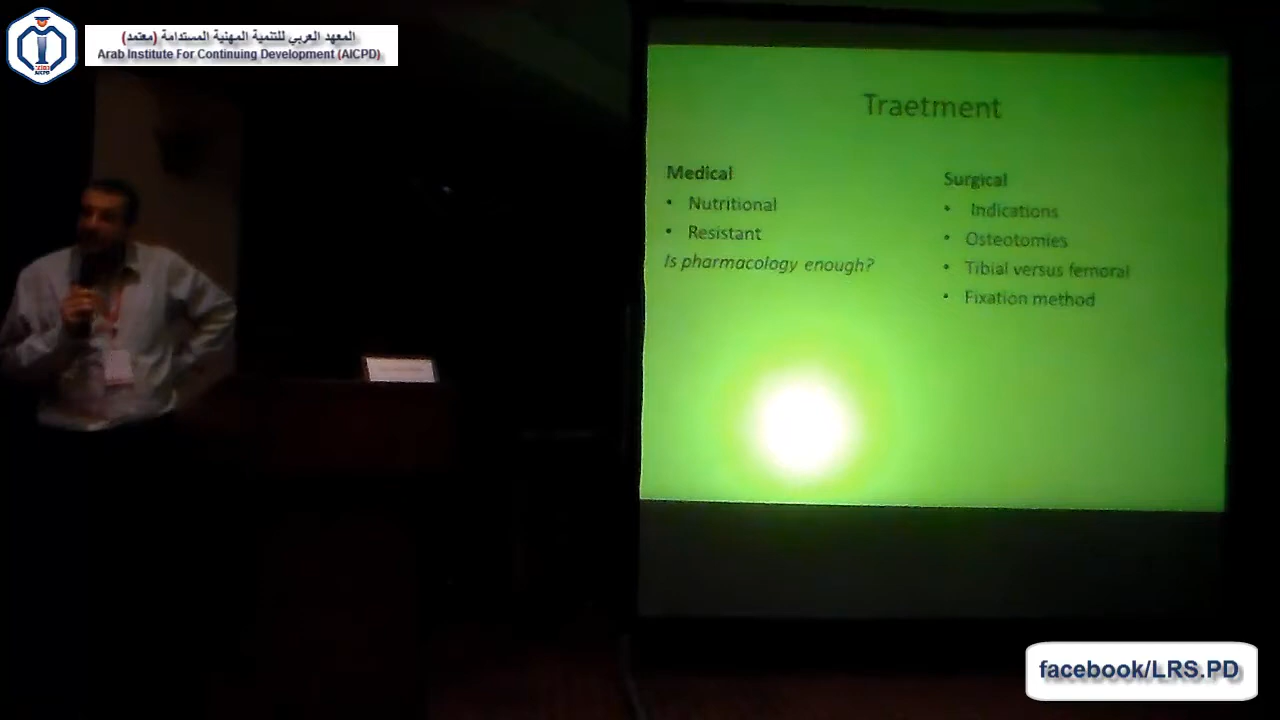 المعهد العربي للتنمية المهنية المستدامة (معتمد)
Arab Institute For Continuing Development (AICPD)
AICPD
Traetment
Medical
• Nutritional
• Resistant
Is pharmacology enough?
Surgical
• Indications
• Osteotomies
• Tibial versus femoral
• Fixation method
facebook/LRS.PD